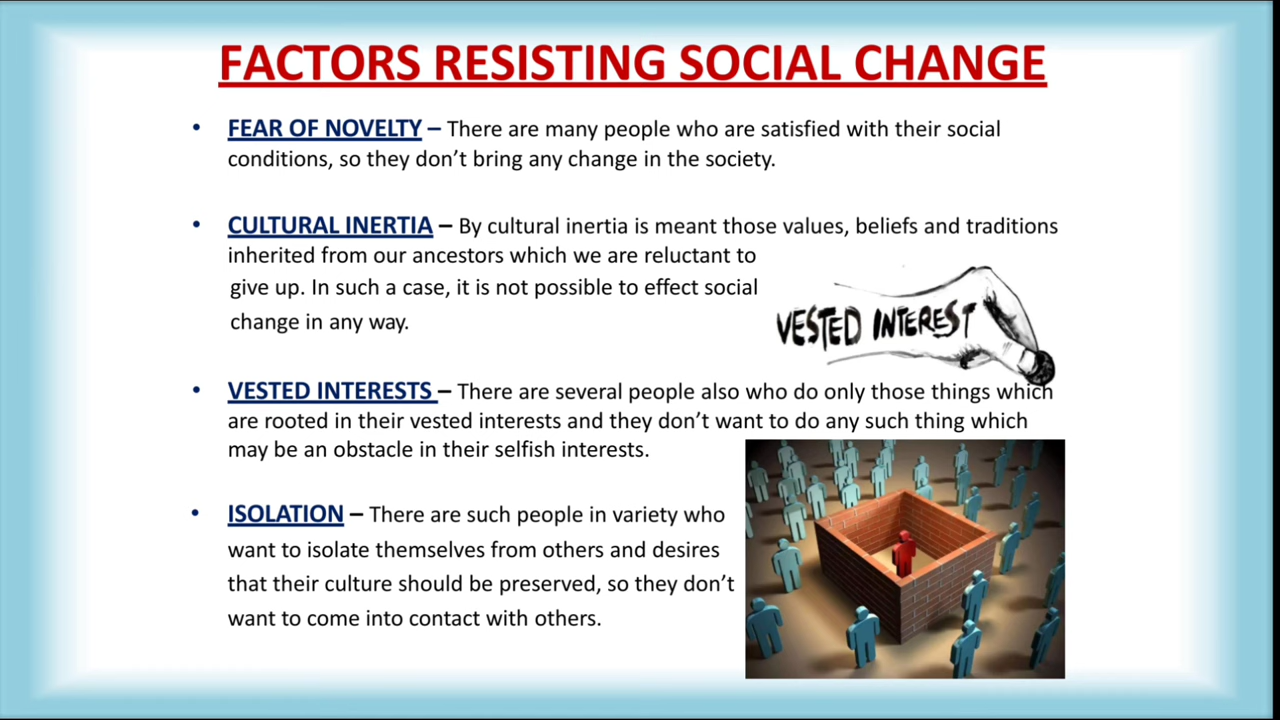 FACTORS RESISTING SOCIAL CHANGE
• FEAR OF NOVELTY – There are many people who are satisfied with their social
conditions, so they don’t bring any change in the society.
• CULTURAL INERTIA – By cultural inertia is meant those values, beliefs and traditions
inherited from our ancestors which we are reluctant to
give up. In such a case, it is not possible to effect social
change in any way.
VESTED INTEREST
• VESTED INTERESTS – There are several people also who do only those things which
are rooted in their vested interests and they don’t want to do any such thing which
may be an obstacle in their selfish interests.
• ISOLATION – There are such people in variety who
want to isolate themselves from others and desires
that their culture should be preserved, so they don’t
want to come into contact with others.